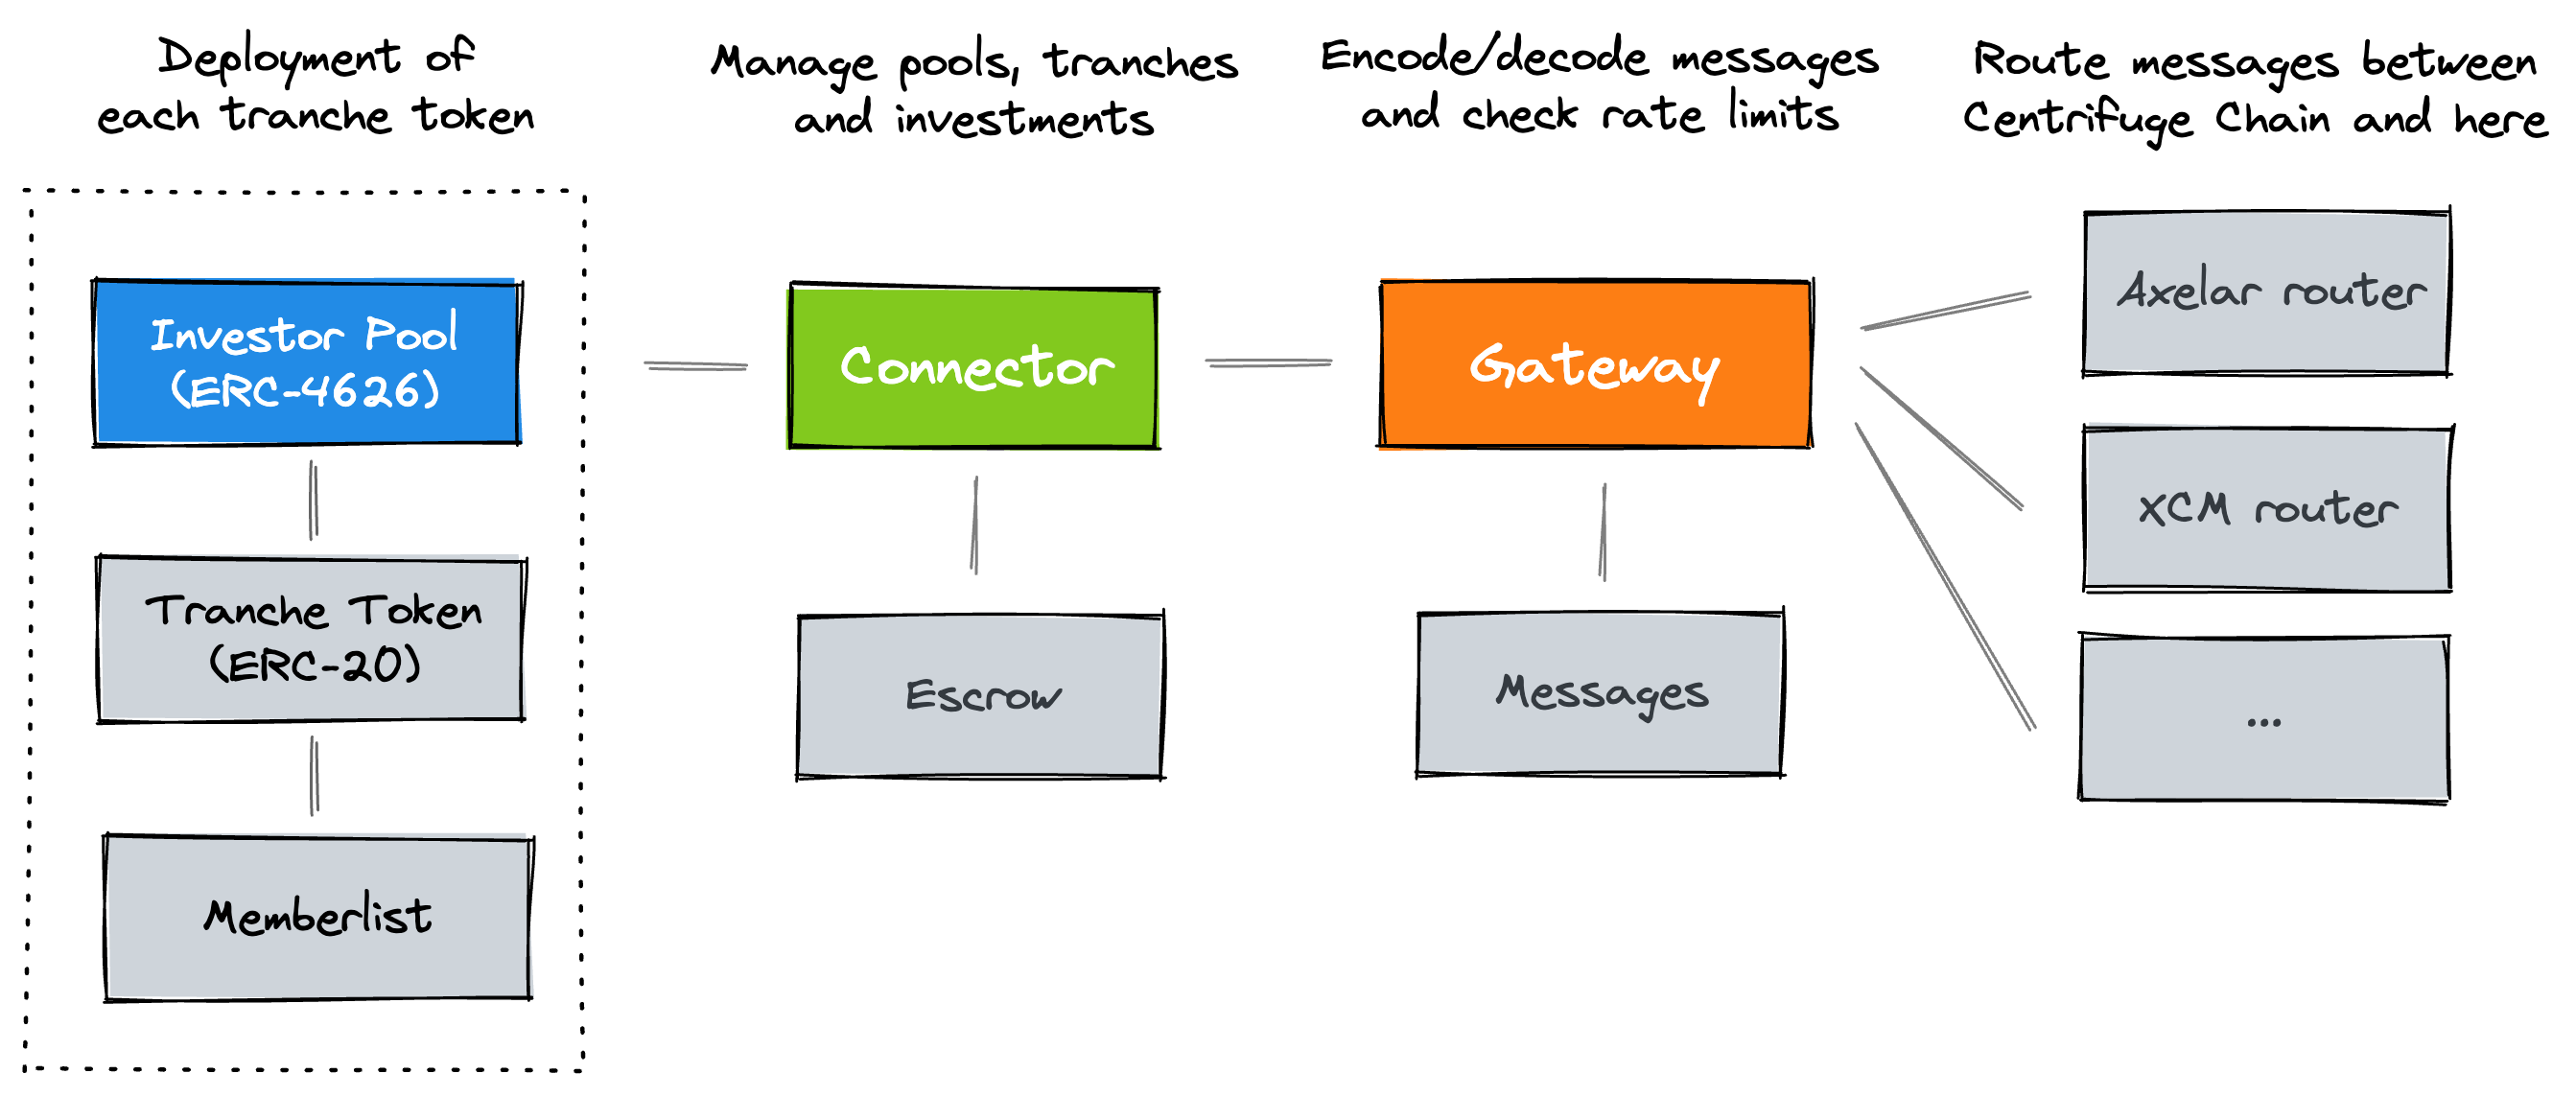 Deployment of
each tranche token
Manage pools, tranches
and investments
Encode/decode messages
and check rate limits
Route messages between
Centrifuge Chain and here
Investor Pool
(ERC-4626)
Tranche Token
(ERC-20)
Memberlist
Connector
Escrow
Gateway
Messages
Axelar router
XCM router
...